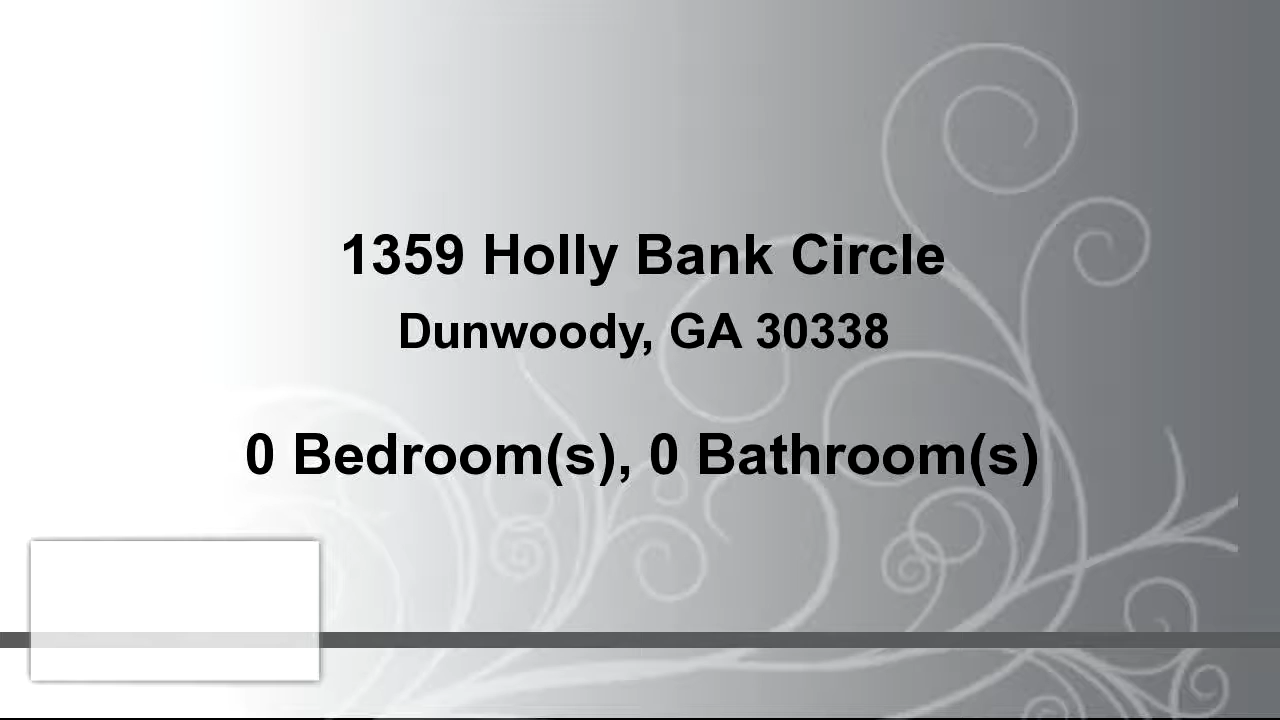 1359 Holly Bank Circle
Dunwoody, GA 30338
0 Bedroom(s), 0 Bathroom(s)